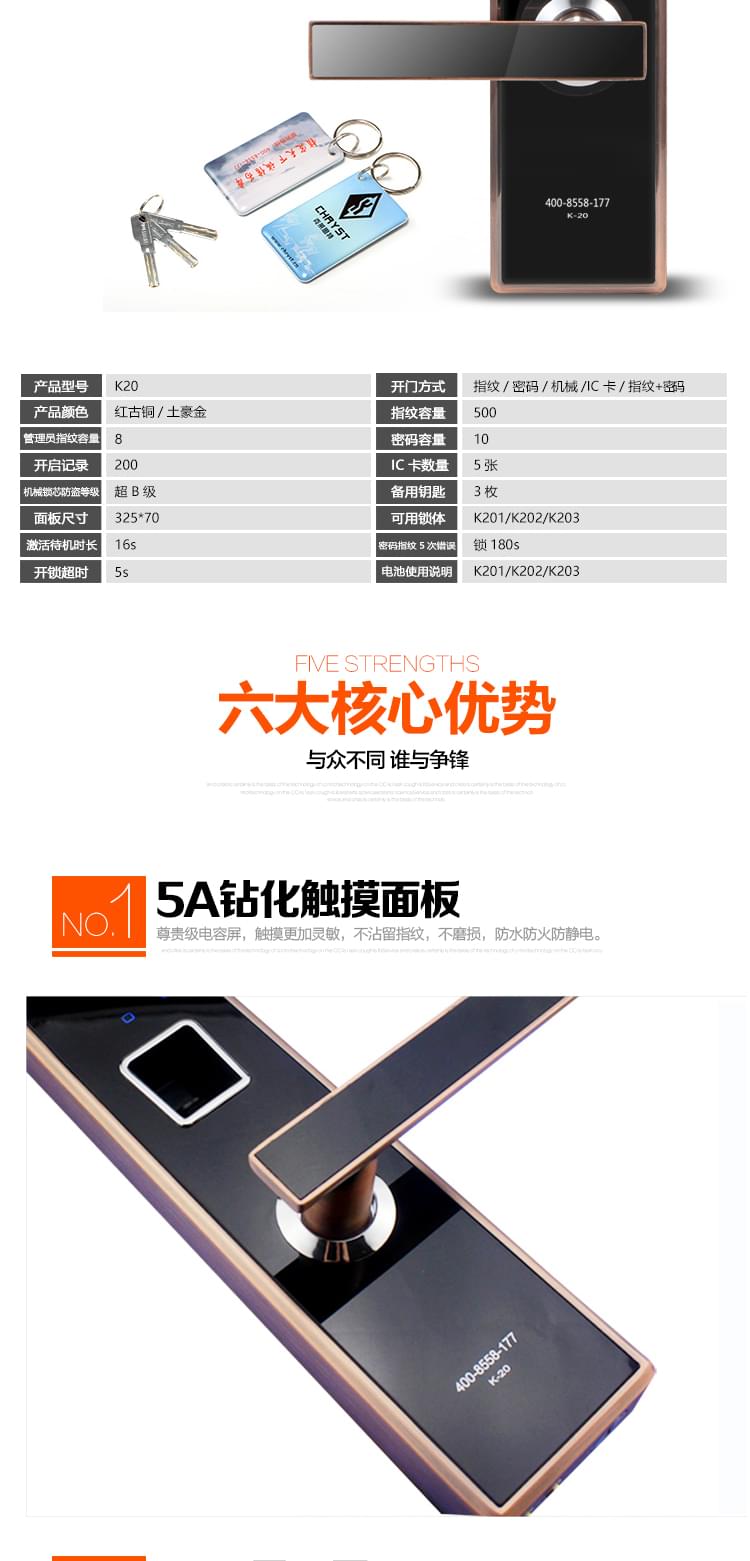 400-8558-177
K-20
CHRYST
www.chryst.cn
产品型号 K20 开门方式 指纹 / 密码 / 机械 /IC 卡 / 指纹+密码
产品颜色 红古铜 / 土豪金 指纹容量 500
管理员指纹容量 8 密码容量 10
开启记录 200 IC 卡数量 5 张
机械锁芯防盗等级 超 B 级 备用钥匙 3 枚
面板尺寸 325*70 可用锁体 K201/K202/K203
激活待机时长 16s 密码指纹 5 次错误 锁 180s
开锁超时 5s 电池使用说明 K201/K202/K203
FIVE STRENGTHS
六大核心优势
与众不同 谁与争锋
NO.1
5A钻化触摸面板
尊贵级电容屏，触摸更加灵敏，不沾留指纹，不磨损，防水防火防静电。
400-8558-177
K-20